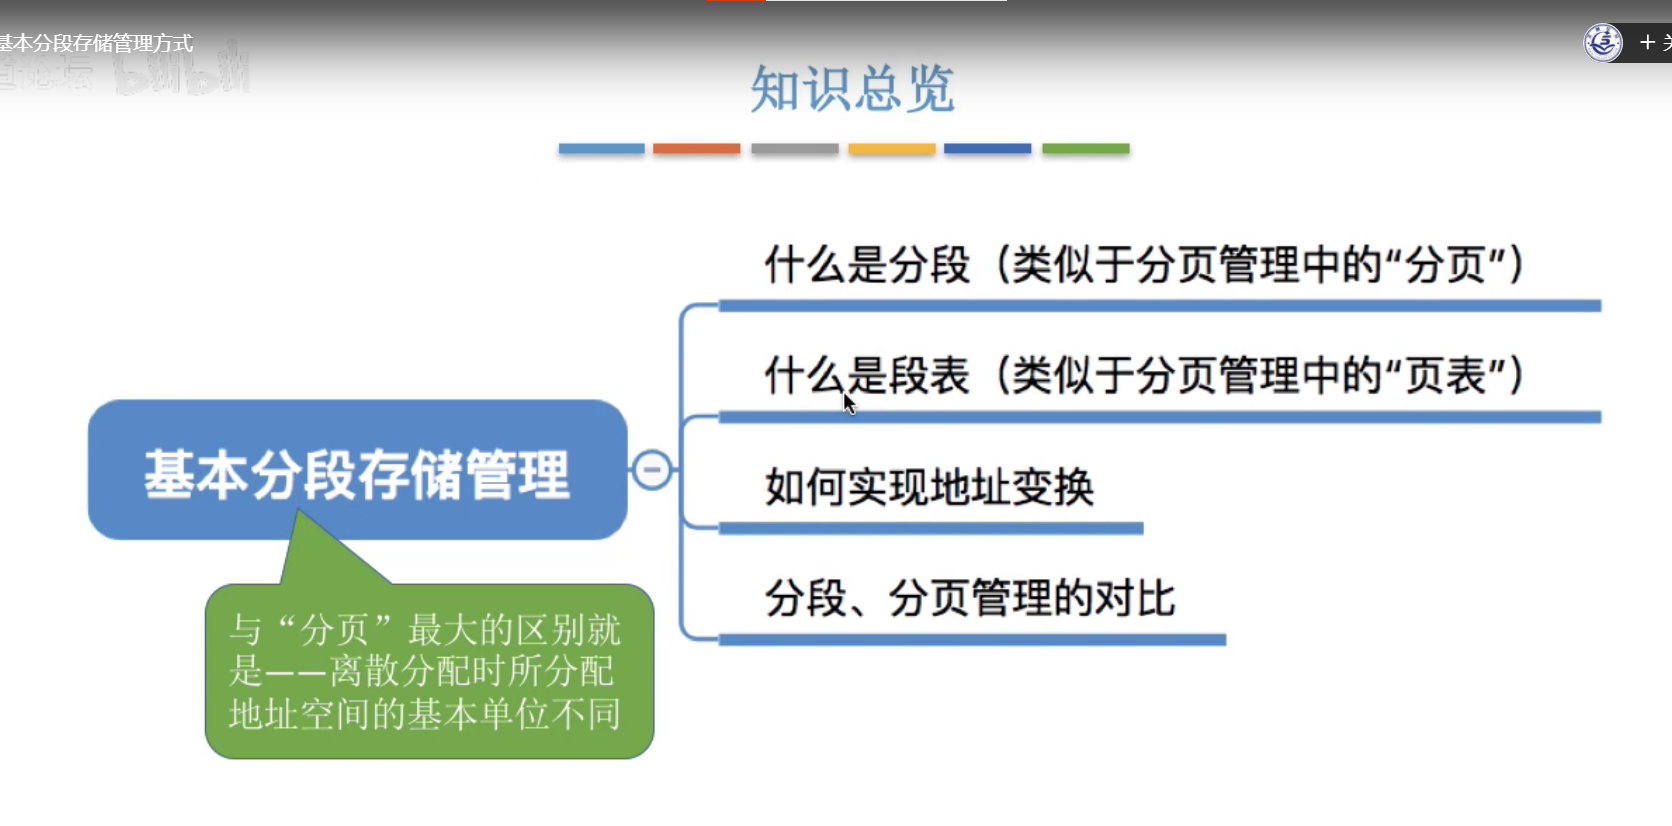 基本分段存储管理方式
道论坛 bilibili
+ 关
知识总览
什么是分段（类似于分页管理中的“分页”）
什么是段表（类似于分页管理中的“页表”）
基本分段存储管理
如何实现地址变换
分段、分页管理的对比
与“分页”最大的区别就
是——离散分配时所分配
地址空间的基本单位不同